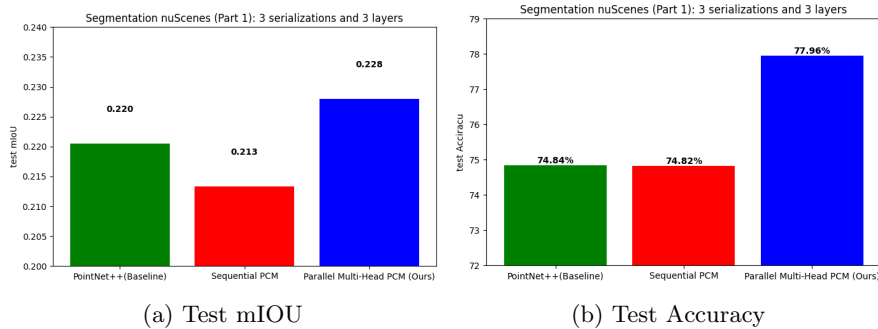 Segmentation nuScenes (Part 1): 3 serializations and 3 layers
0.240
0.235
0.230
0.225
0.220
0.215
0.210
0.205
0.200
test mIoU
0.220
0.213
0.228
PointNet++(Baseline)
Sequential PCM
Parallel Multi-Head PCM (Ours)
(a) Test mIOU
Segmentation nuScenes (Part 1): 3 serializations and 3 layers
79
78
77
76
75
74
73
72
test Acciracu
74.84%
74.82%
77.96%
PointNet++(Baseline)
Sequential PCM
Parallel Multi-Head PCM (Ours)
(b) Test Accuracy